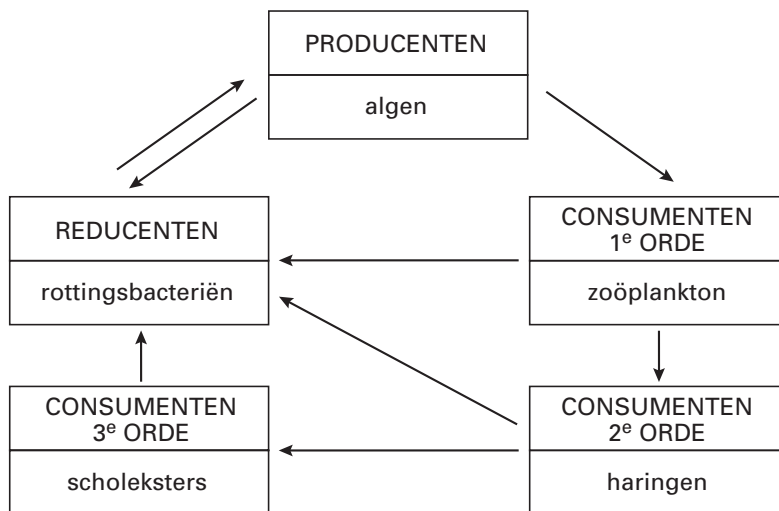 PRODUCENTEN
algen
REDUCENTEN
rottingsbacteriën
CONSUMENTEN
1e ORDE
zoöplankton
CONSUMENTEN
3e ORDE
scholeksters
CONSUMENTEN
2e ORDE
haringen